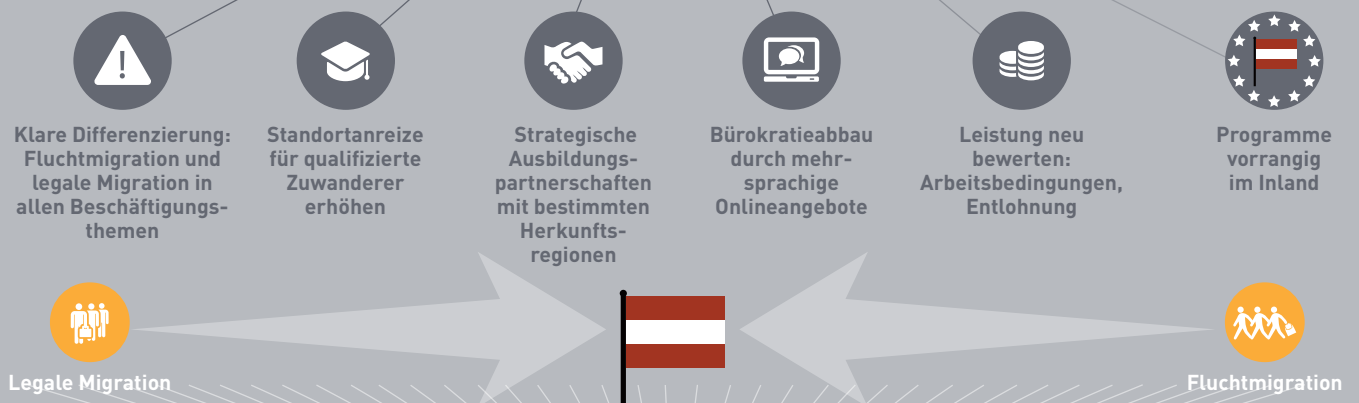 Klare Differenzierung:
Fluchtmigration und
legale Migration in
allen Beschäftigungs-
themen
Standortanreize
für qualifizierte
Zuwanderer
erhöhen
Strategische
Ausbildungs-
partnerschaften
mit bestimmten
Herkunfts-
regionen
Bürokratieabbau
durch mehr-
sprachige
Onlineangebote
Leistung neu
bewerten:
Arbeitsbedingungen,
Entlohnung
Programme
vorrangig
im Inland
Legale Migration
Fluchtmigration